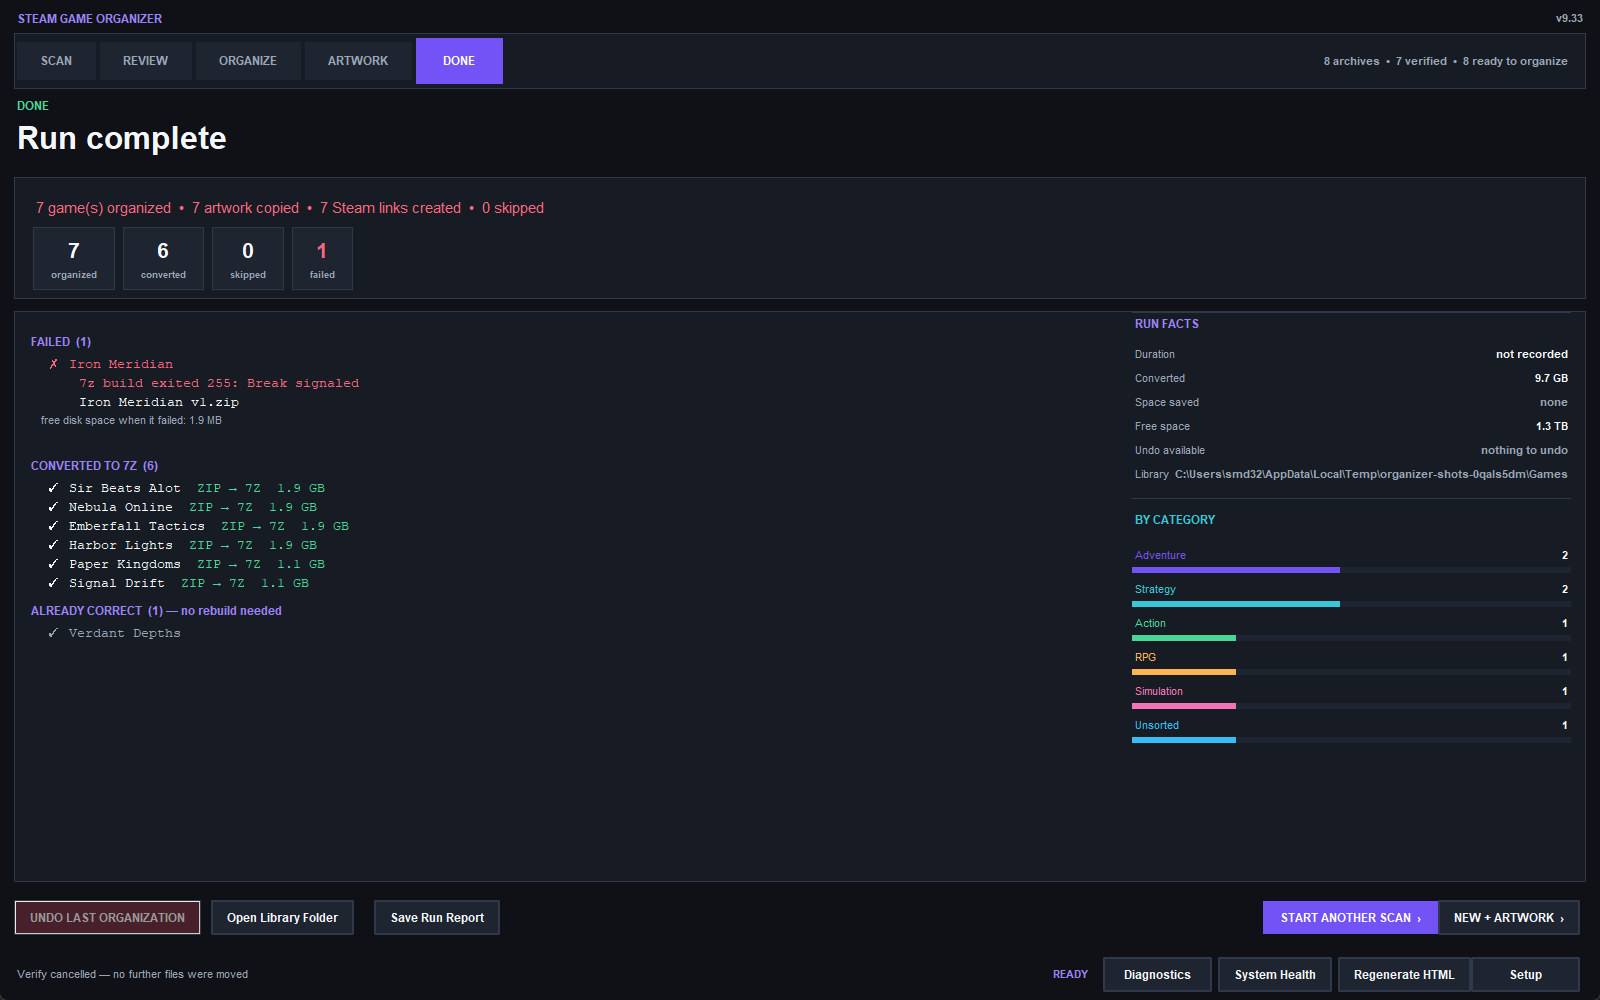 STEAM GAME ORGANIZER
v9.33
SCAN REVIEW ORGANIZE ARTWORK DONE
8 archives • 7 verified • 8 ready to organize
DONE
Run complete
7 game(s) organized • 7 artwork copied • 7 Steam links created • 0 skipped
7 6 0 1
organized converted skipped failed
FAILED (1)
✗ Iron Meridian
7z build exited 255: Break signaled
Iron Meridian v1.zip
free disk space when it failed: 1.9 MB
CONVERTED TO 7Z (6)
✓ Sir Beats Alot ZIP → 7Z 1.9 GB
✓ Nebula Online ZIP → 7Z 1.9 GB
✓ Emberfall Tactics ZIP → 7Z 1.9 GB
✓ Harbor Lights ZIP → 7Z 1.9 GB
✓ Paper Kingdoms ZIP → 7Z 1.1 GB
✓ Signal Drift ZIP → 7Z 1.1 GB
ALREADY CORRECT (1) — no rebuild needed
✓ Verdant Depths
RUN FACTS
Duration not recorded
Converted 9.7 GB
Space saved none
Free space 1.3 TB
Undo available nothing to undo
Library C:\Users\smd32\AppData\Local\Temp\organizer-shots-0qals5dm\Games
BY CATEGORY
Adventure 2
Strategy 2
Action 1
RPG 1
Simulation 1
Unsorted 1
UNDO LAST ORGANIZATION Open Library Folder Save Run Report START ANOTHER SCAN › NEW + ARTWORK ›
Verify cancelled — no further files were moved READY Diagnostics System Health Regenerate HTML Setup